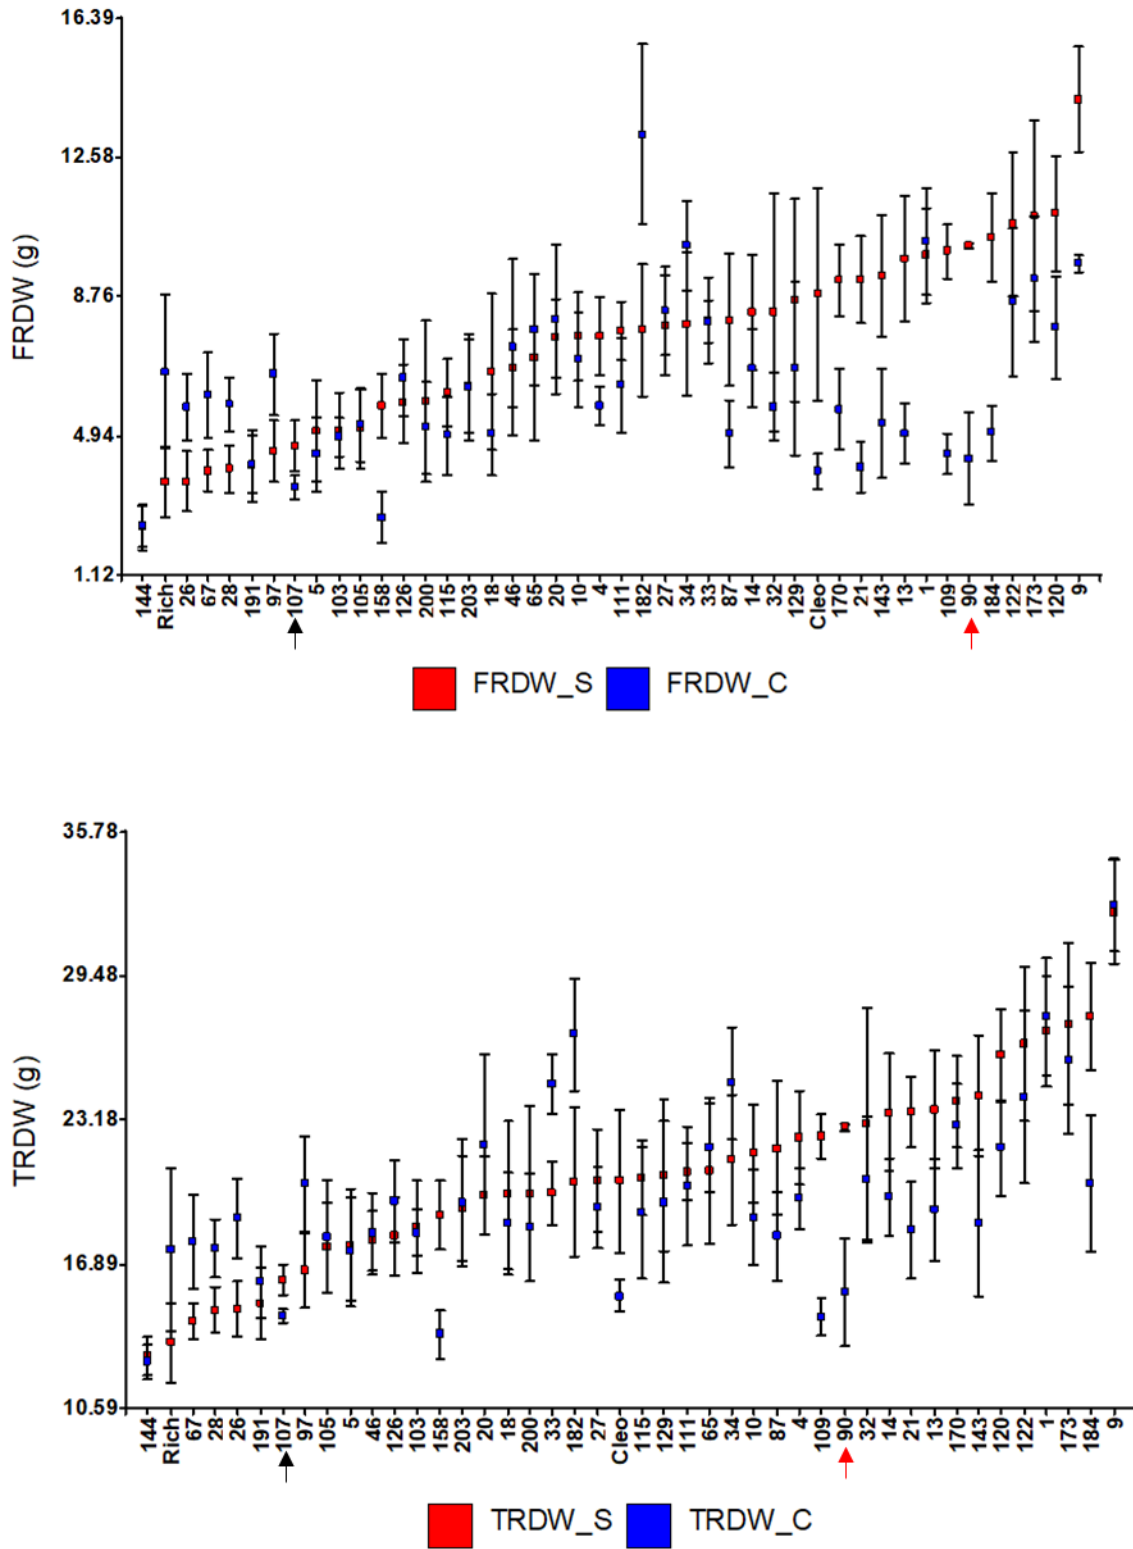 16.39
12.58
8.76
4.94
1.12
FRDW (g)
144 Rich 26 67 28 191 97 107 5 103 105 158 126 200 115 203 18 46 65 20 10 4 111 182 27 34 33 87 14 32 129 Cleo 170 21 143 13 1 109 90 184 122 173 120 9
FRDW_S FRDW_C
35.78
29.48
23.18
16.89
10.59
TRDW (g)
144 Rich 67 28 26 191 107 97 105 5 46 126 103 158 203 20 18 200 33 182 27 Cleo 115 129 111 65 34 10 87 4 109 90 32 14 21 13 170 143 120 122 1 173 184 9
TRDW_S TRDW_C